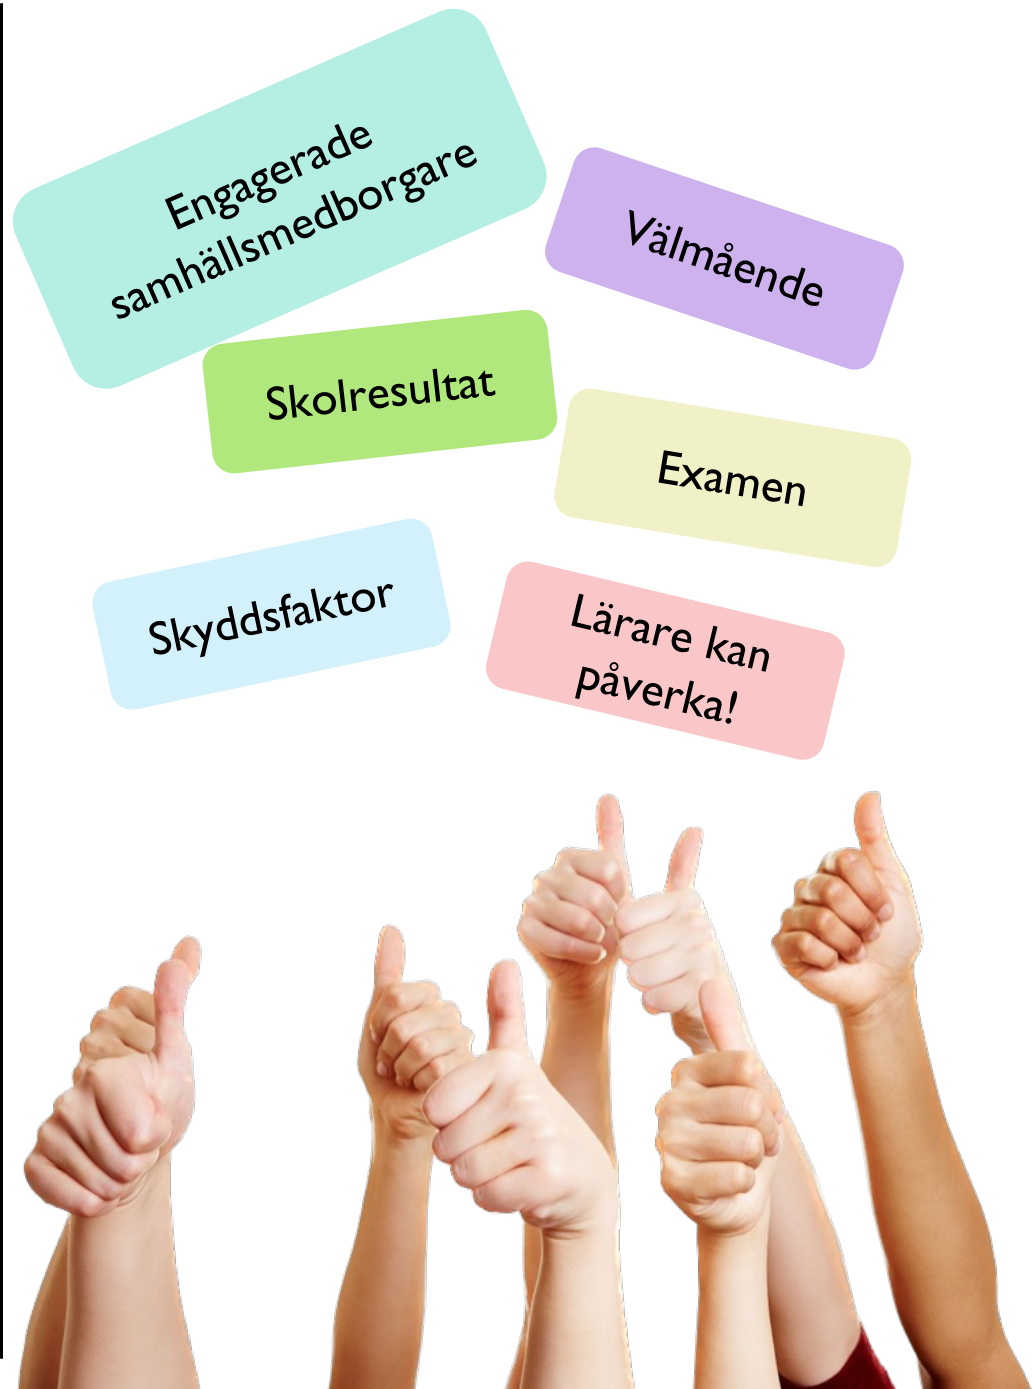 Engagerade
samhällsmedborgare
Välmående
Skolresultat
Examen
Skyddsfaktor
Lärare kan
påverka!